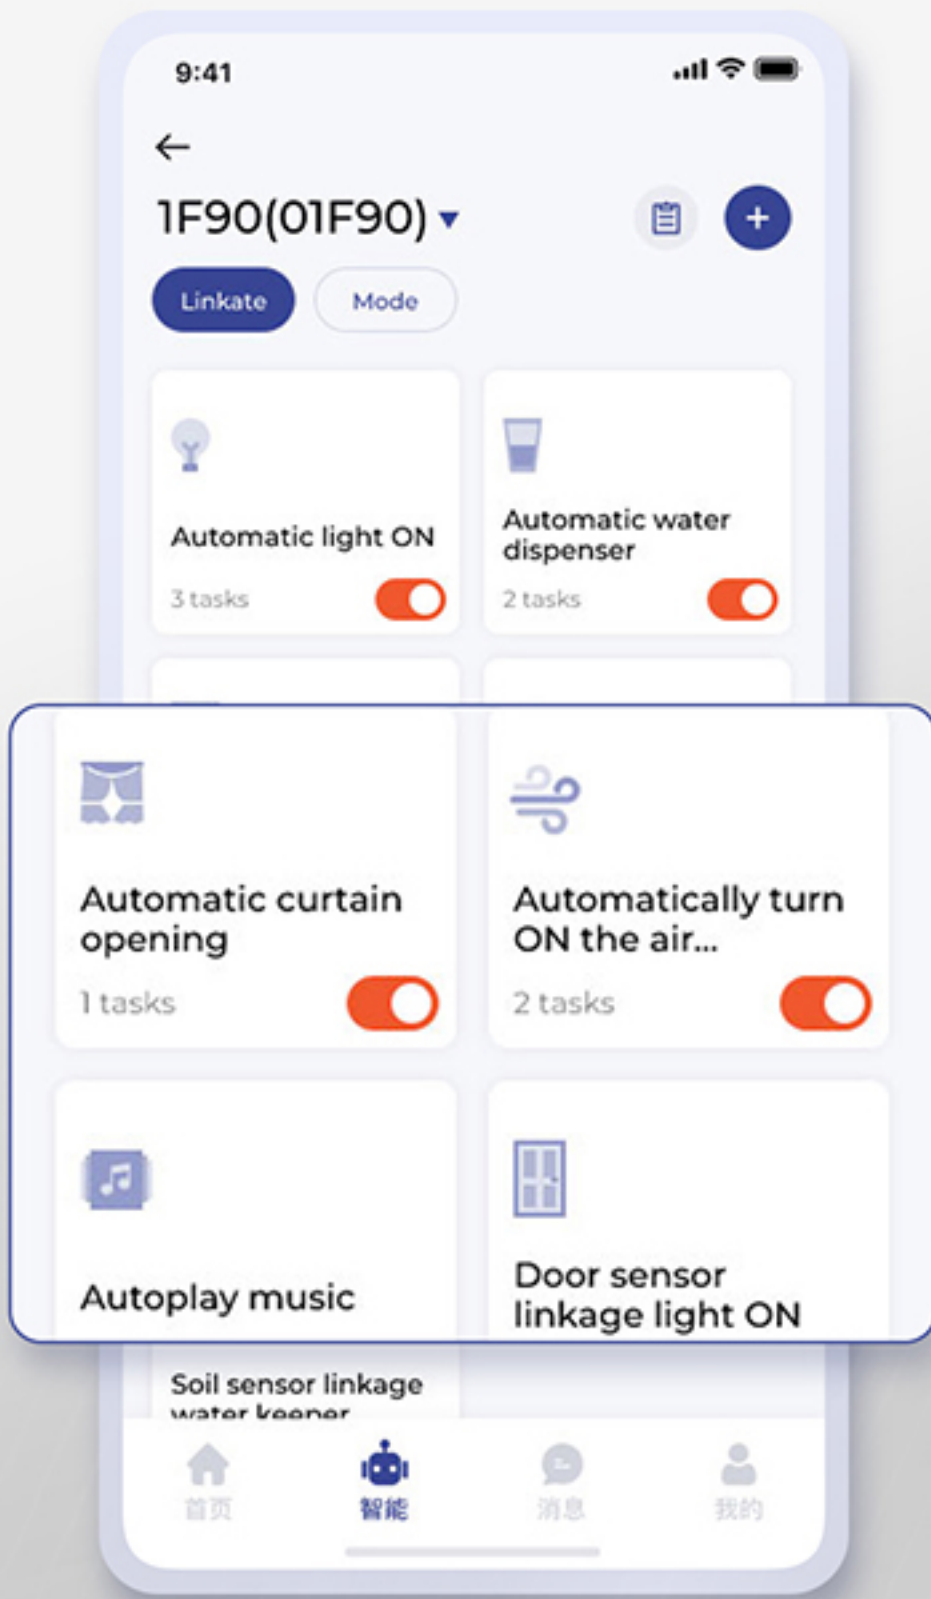 9:41
1F90(01F90)
Linkate
Mode
Automatic light ON
3 tasks
Automatic water
dispenser
2 tasks
Automatic curtain
opening
1 tasks
Automatically turn
ON the air...
2 tasks
Autoplay music
Door sensor
linkage light ON
Soil sensor linkage
water keeper
首页
智能
消息
我的